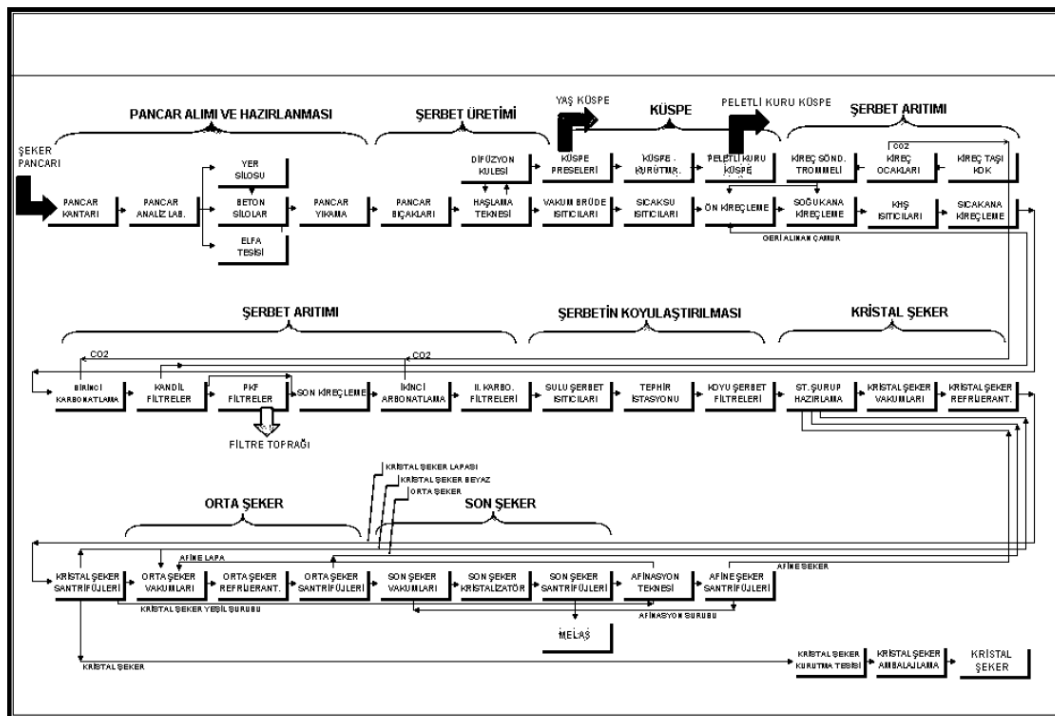 YAŞ KÜSPE
PELETLİ KURU KÜSPE
PANCAR ALIMI VE HAZIRLANMASI
ŞERBET ÜRETİMİ
KÜSPE
ŞERBET ARITIMI
ŞEKER
PANCARI
CO2
YER
SİLOSU
DİFÜZYON
KULESİ
KÜSPE
PRESELERİ
KÜSPE
KURUTMA.
PELETLİ KURU
KÜSPE
KİREÇ SÖND.
TROMMELİ
KİREÇ
OCAKLARI
KİREÇ TAŞI
KOK
PANCAR
KANTARI
PANCAR
ANALİZ LAB.
BETON
SİLOLAR
PANCAR
YIKAMA
PANCAR
BIÇAKLARI
HAŞLAMA
TEKNESİ
VAKUM BRÜDE
ISITICILARI
SICAKSU
ISITICILARI
ÖN KİREÇLEME
SOĞUKANA
KİREÇLEME
KHŞ
ISITICILARI
SICAKANA
KİREÇLEME
ELFA
TESİSİ
GERİ ALINAN ÇAMUR
ŞERBET ARITIMI
ŞERBETİN KOYULAŞTIRILMASI
KRİSTAL ŞEKER
CO2
CO2
BİRİNCİ
KARBONATLAMA
KANDİL
FİLTRELER
PKF
FİLTRELER
SON KİREÇLEME
İKİNCİ
ARBONATLAMA
II. KARBO.
FİLTRELERİ
SULU ŞERBET
ISITICILARI
TEPHİR
İSTASYONU
KOYU ŞERBET
FİLTRELERİ
ST.ŞURUP
HAZIRLAMA
KRİSTAL ŞEKER
VAKUMLARI
KRİSTAL ŞEKER
REFRİJERANT.
FİLTRE TOPRAĞI
KRİSTAL ŞEKER LAPASI
KRİSTAL ŞEKER BEYAZ
ORTA ŞEKER
ORTA ŞEKER
SON ŞEKER
AFİNE LAPA
AFİNE ŞEKER
KRİSTAL ŞEKER
SANTRİFÜJLERİ
ORTA ŞEKER
VAKUMLARI
ORTA ŞEKER
REFRİJERANT.
ORTA ŞEKER
SANTRİFÜJLERİ
SON ŞEKER
VAKUMLARI
SON ŞEKER
KRİSTALİZATÖR
SON ŞEKER
SANTRİFÜJLERİ
AFİNASYON
TEKNESİ
AFİNE ŞEKER
SANTRİFÜJLERİ
KRİSTAL ŞEKER YEŞİL ŞURUBU
AFİNASYON ŞURUBU
MELAS
KRİSTAL ŞEKER
KRİSTAL ŞEKER
KURUTMA TESİSİ
KRİSTAL ŞEKER
AMBALAJLAMA
KRİSTAL
ŞEKER